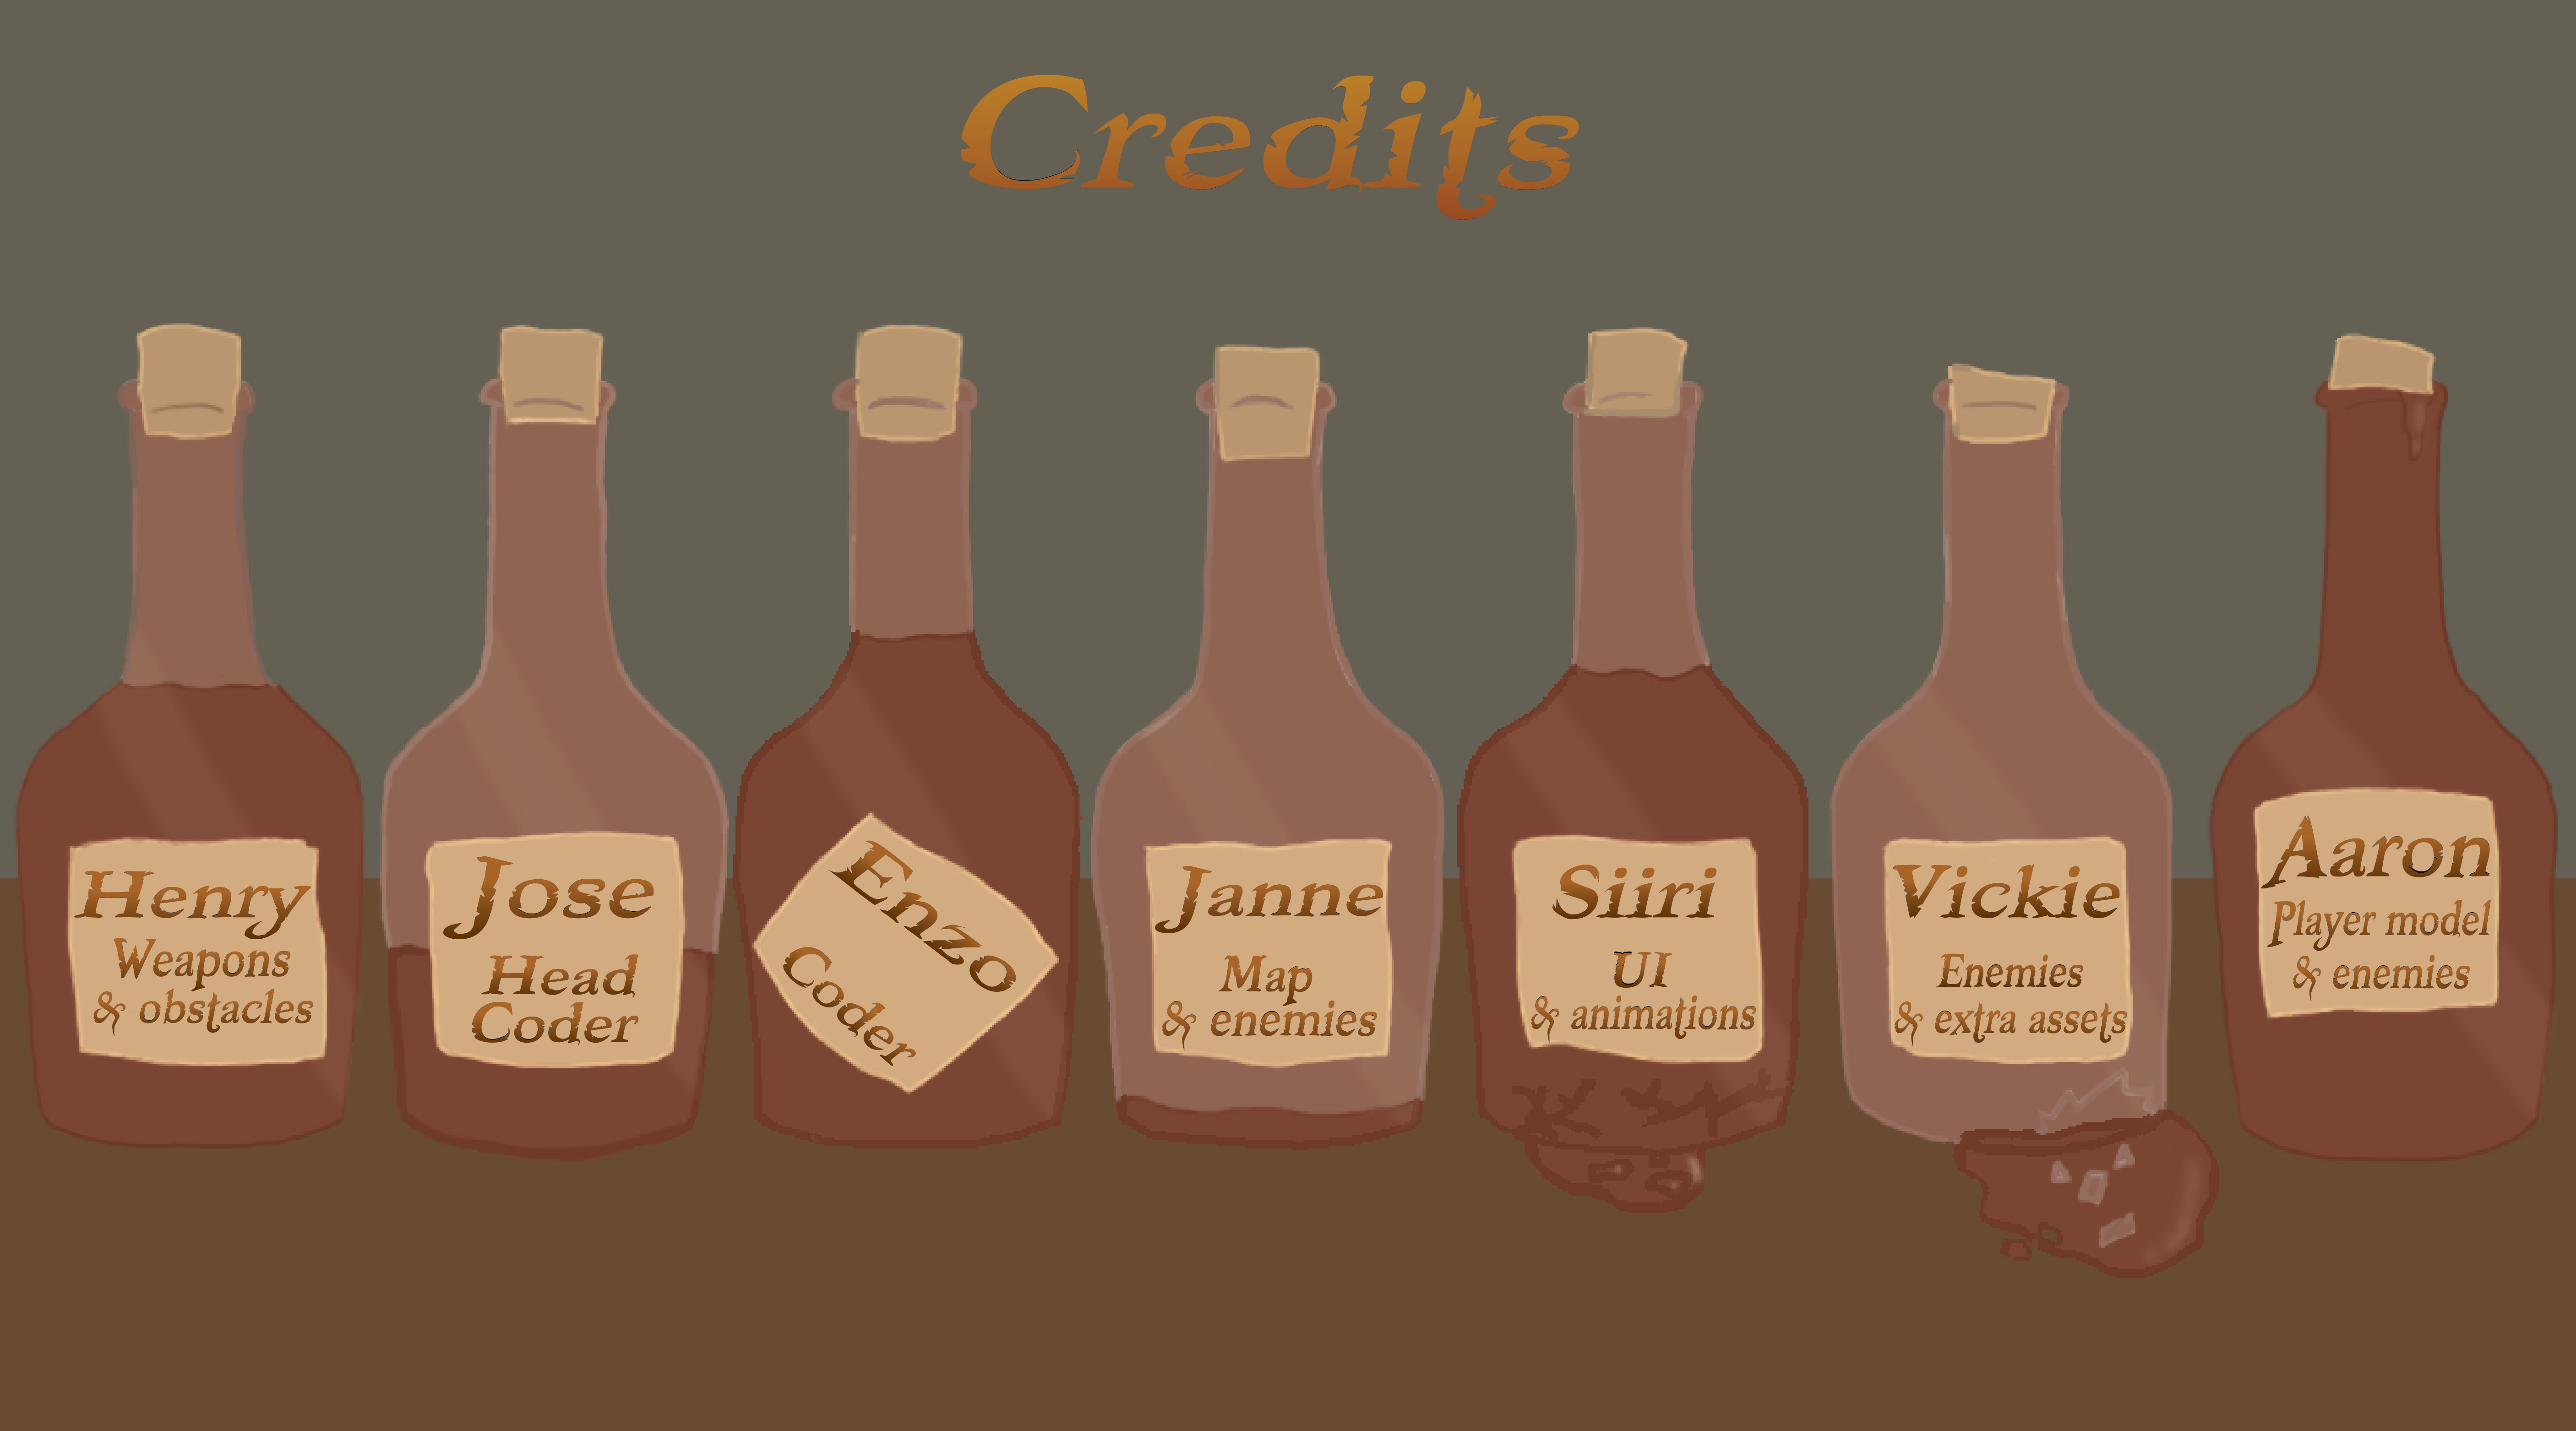 Credits
Henry
Weapons
& obstacles
Jose
Head
Coder
Enzo
Coder
Janne
Map
& enemies
Siiri
UI
& animations
Vickie
Enemies
& extra assets
Aaron
Player model
& enemies